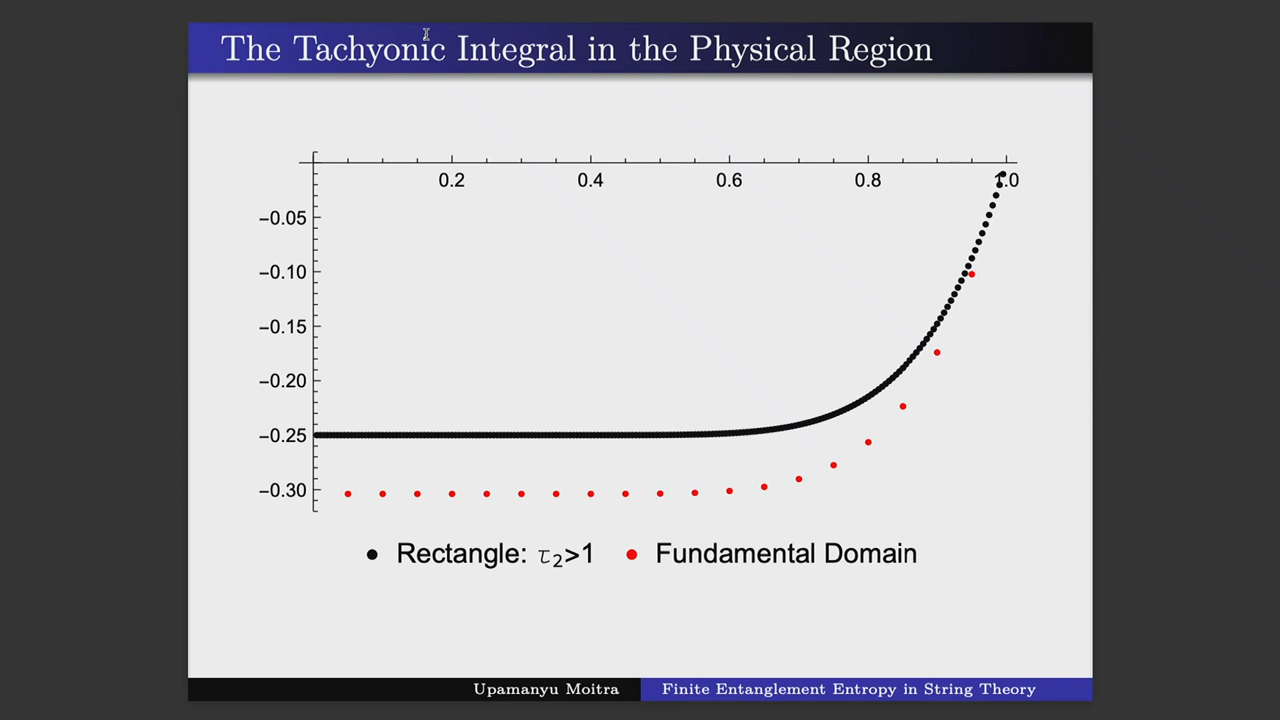 The Tachyonic Integral in the Physical Region
0.2 0.4 0.6 0.8 1.0
−0.05
−0.10
−0.15
−0.20
−0.25
−0.30
Rectangle: τ₂>1 Fundamental Domain
Upamanyu Moitra Finite Entanglement Entropy in String Theory